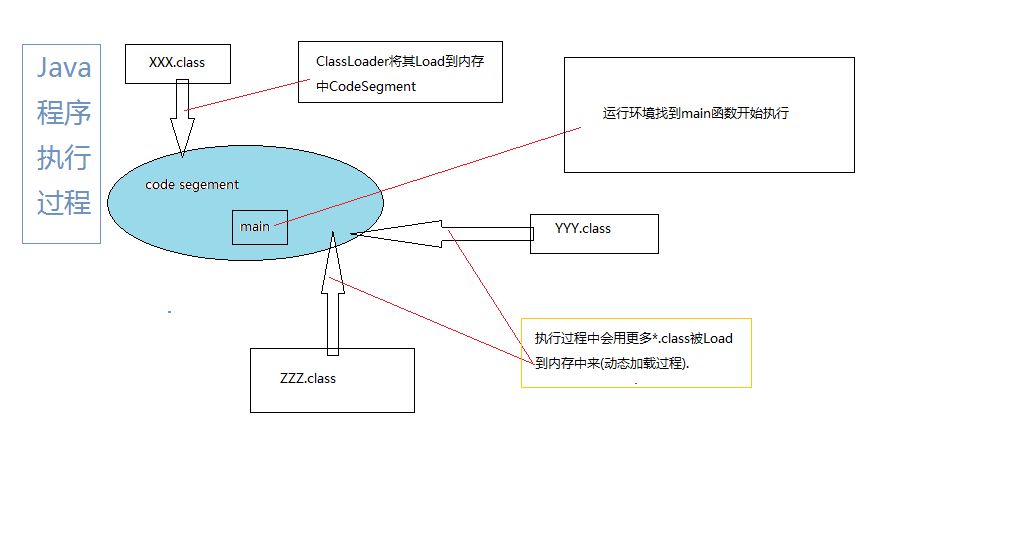 Java
程序
执行
过程
XXX.class
ClassLoader将其Load到内存
中CodeSegment
运行环境找到main函数开始执行
code segement
main
YYY.class
执行过程中会用更多*.class被Load
到内存中来(动态加载过程).
ZZZ.class